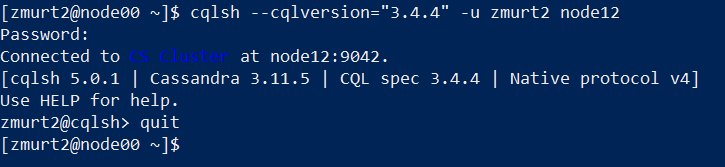 [zmurt2@node00 ~]$ cqlsh --cqlversion="3.4.4" -u zmurt2 node12
Password:
Connected to CS Cluster at node12:9042.
[cqlsh 5.0.1 | Cassandra 3.11.5 | CQL spec 3.4.4 | Native protocol v4]
Use HELP for help.
zmurt2@cqlsh> quit
[zmurt2@node00 ~]$